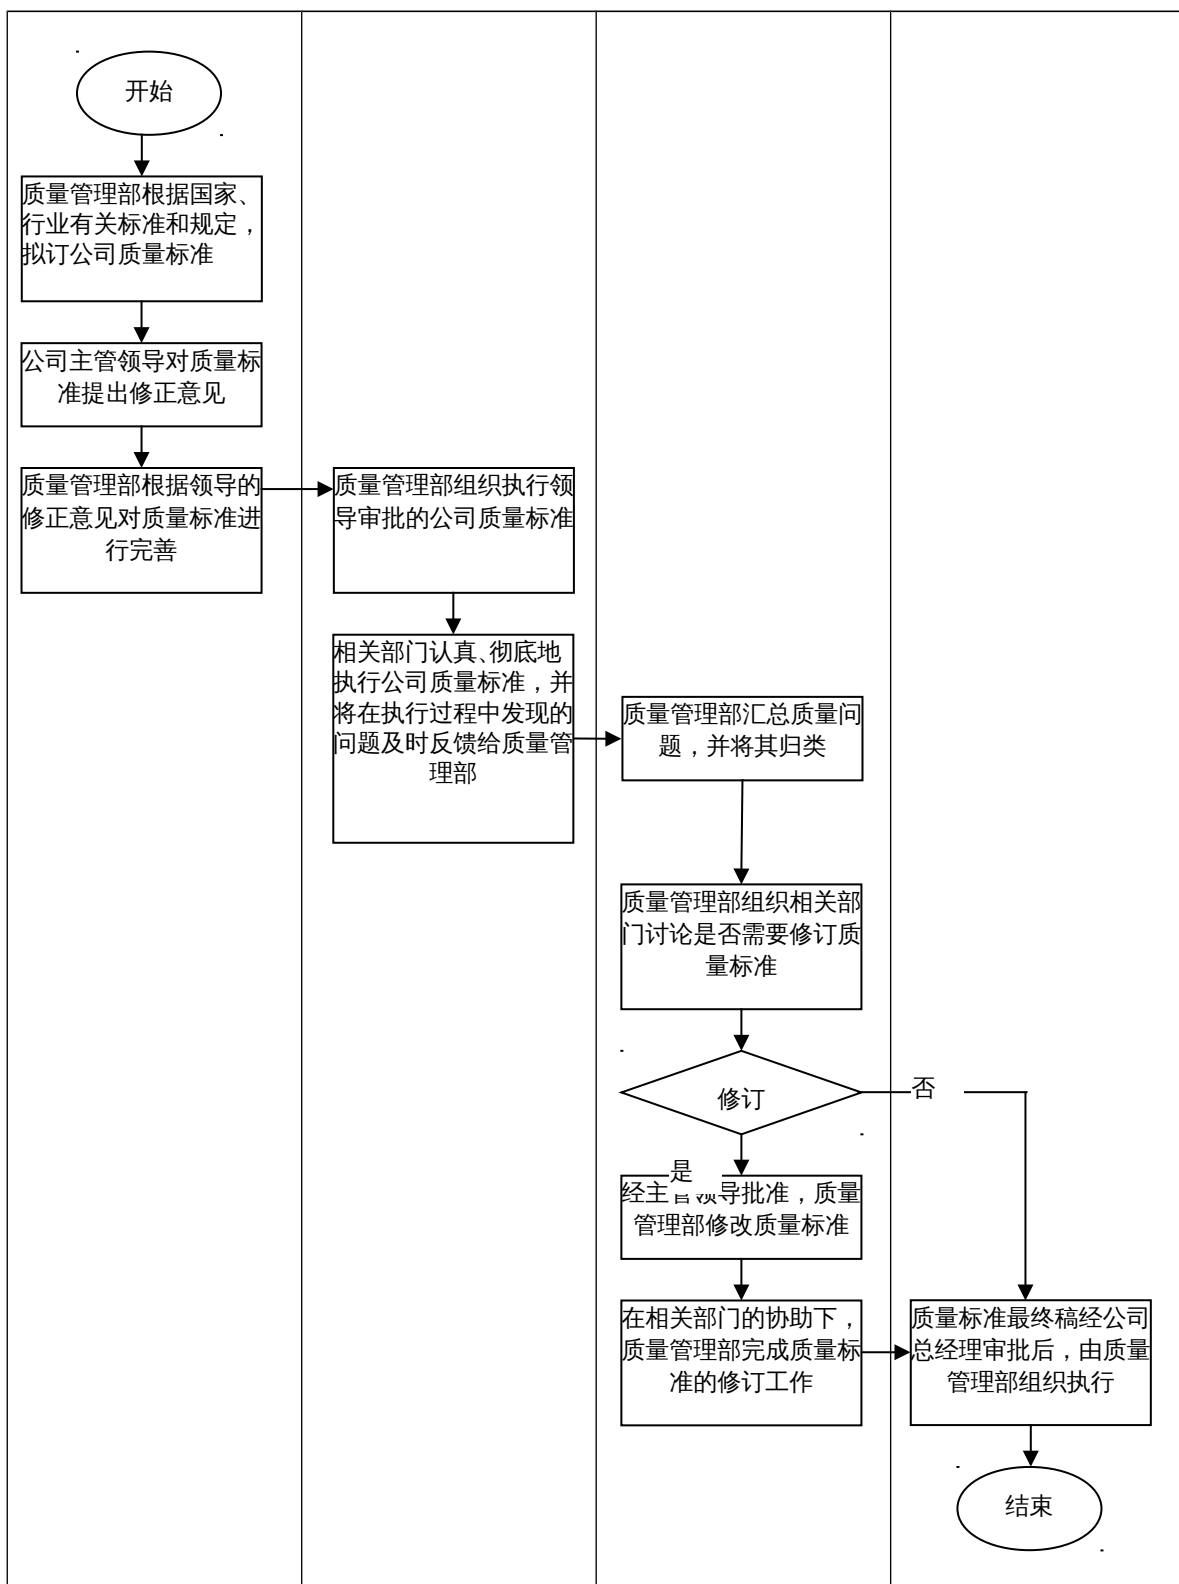 开始
质量管理部根据国家、
行业有关标准和规定，
拟订公司质量标准
公司主管领导对质量标
准提出修正意见
质量管理部根据领导的
修正意见对质量标准进
行完善
质量管理部组织执行领
导审批的公司质量标准
相关部门认真、彻底地
执行公司质量标准，并
将在执行过程中发现的
问题及时反馈给质量管
理部
质量管理部汇总质量问
题，并将其归类
质量管理部组织相关部
门讨论是否需要修订质
量标准
修订
否
是
经主管领导批准，质量
管理部修改质量标准
在相关部门的协助下，
质量管理部完成质量标
准的修订工作
质量标准最终稿经公司
总经理审批后，由质量
管理部组织执行
结束